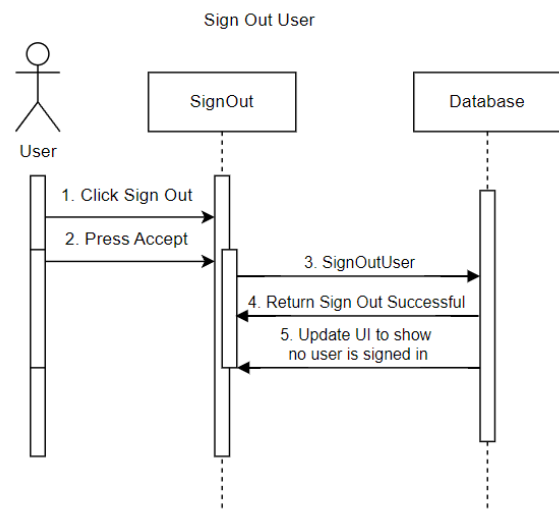 Sign Out User
SignOut
Database
User
1. Click Sign Out
2. Press Accept
3. SignOutUser
4. Return Sign Out Successful
5. Update UI to show
no user is signed in